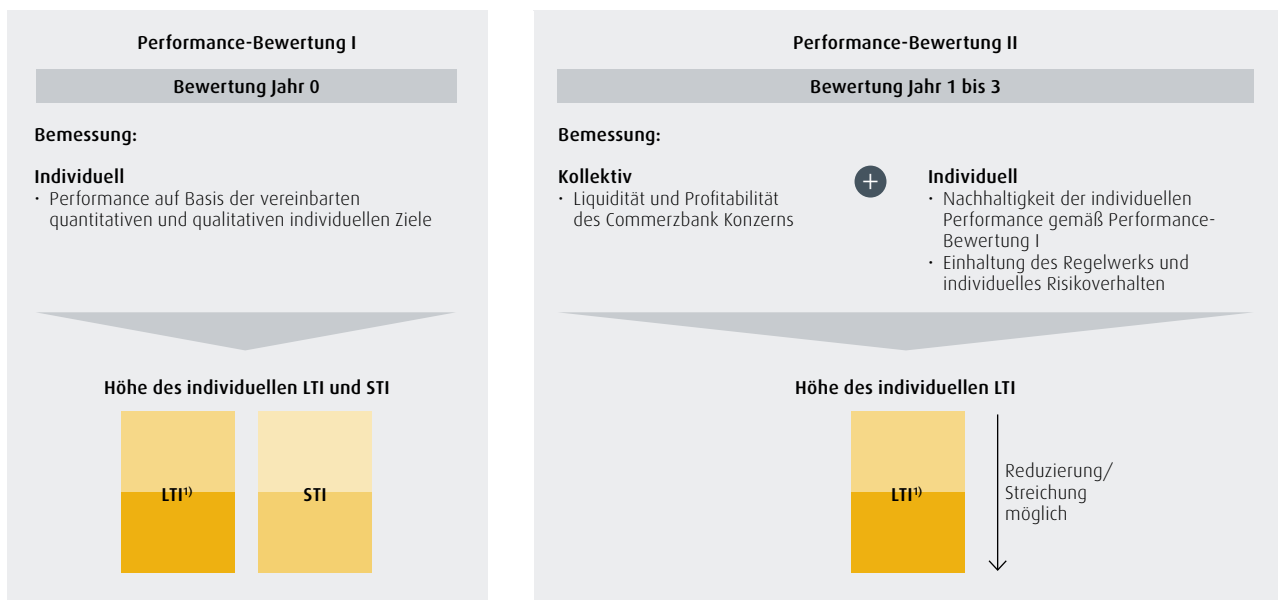 Performance-Bewertung I
Bewertung Jahr 0
Bemessung:
Individuell
· Performance auf Basis der vereinbarten
quantitativen und qualitativen individuellen Ziele
Höhe des individuellen LTI und STI
LTI¹⁾
STI
Performance-Bewertung II
Bewertung Jahr 1 bis 3
Bemessung:
Kollektiv
· Liquidität und Profitabilität
des Commerzbank Konzerns
+
Individuell
· Nachhaltigkeit der individuellen
Performance gemäß Performance-
Bewertung I
· Einhaltung des Regelwerks und
individuelles Risikoverhalten
Höhe des individuellen LTI
LTI¹⁾
Reduzierung/
Streichung
möglich